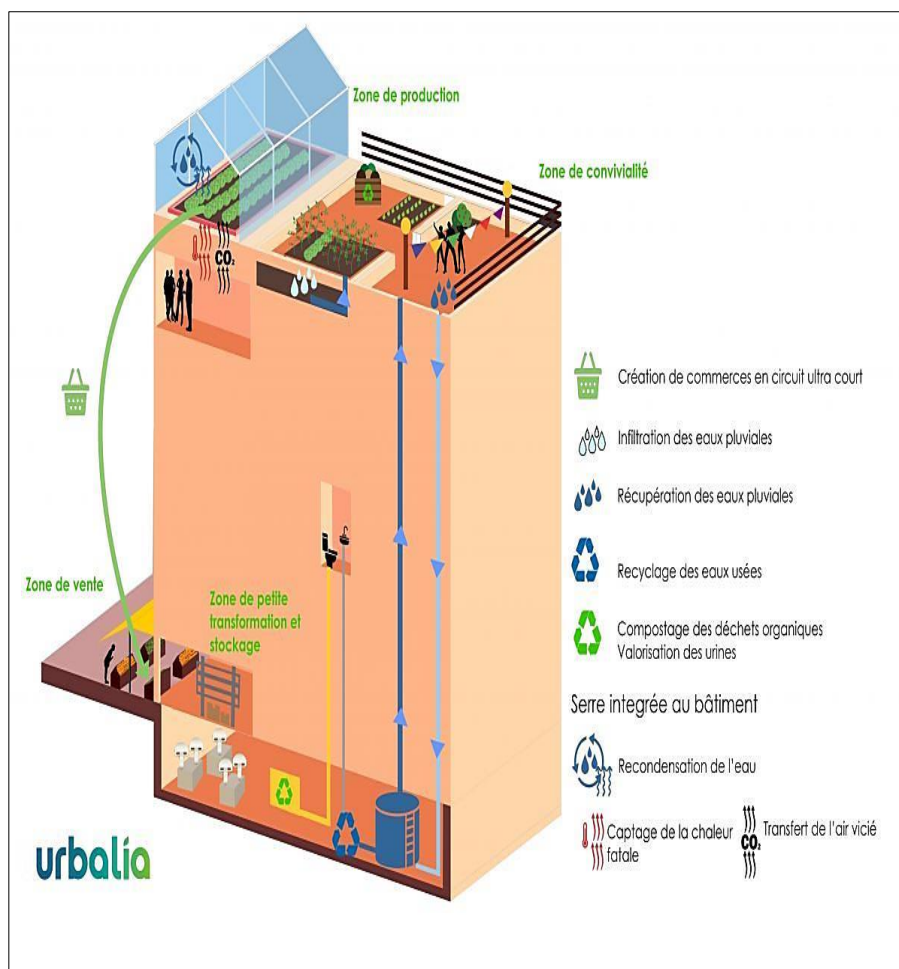 Zone de production
Zone de convivialité
CO₂
Zone de vente
Zone de petite
transformation et
stockage
Création de commerces en circuit ultra court
Infiltration des eaux pluviales
Récupération des eaux pluviales
Recyclage des eaux usées
Compostage des déchets organiques
Valorisation des urines
Serre integrée au bâtiment
Recondensation de l'eau
Captage de la chaleur
fatale
CO₂
Transfert de l'air vicié
urbalia